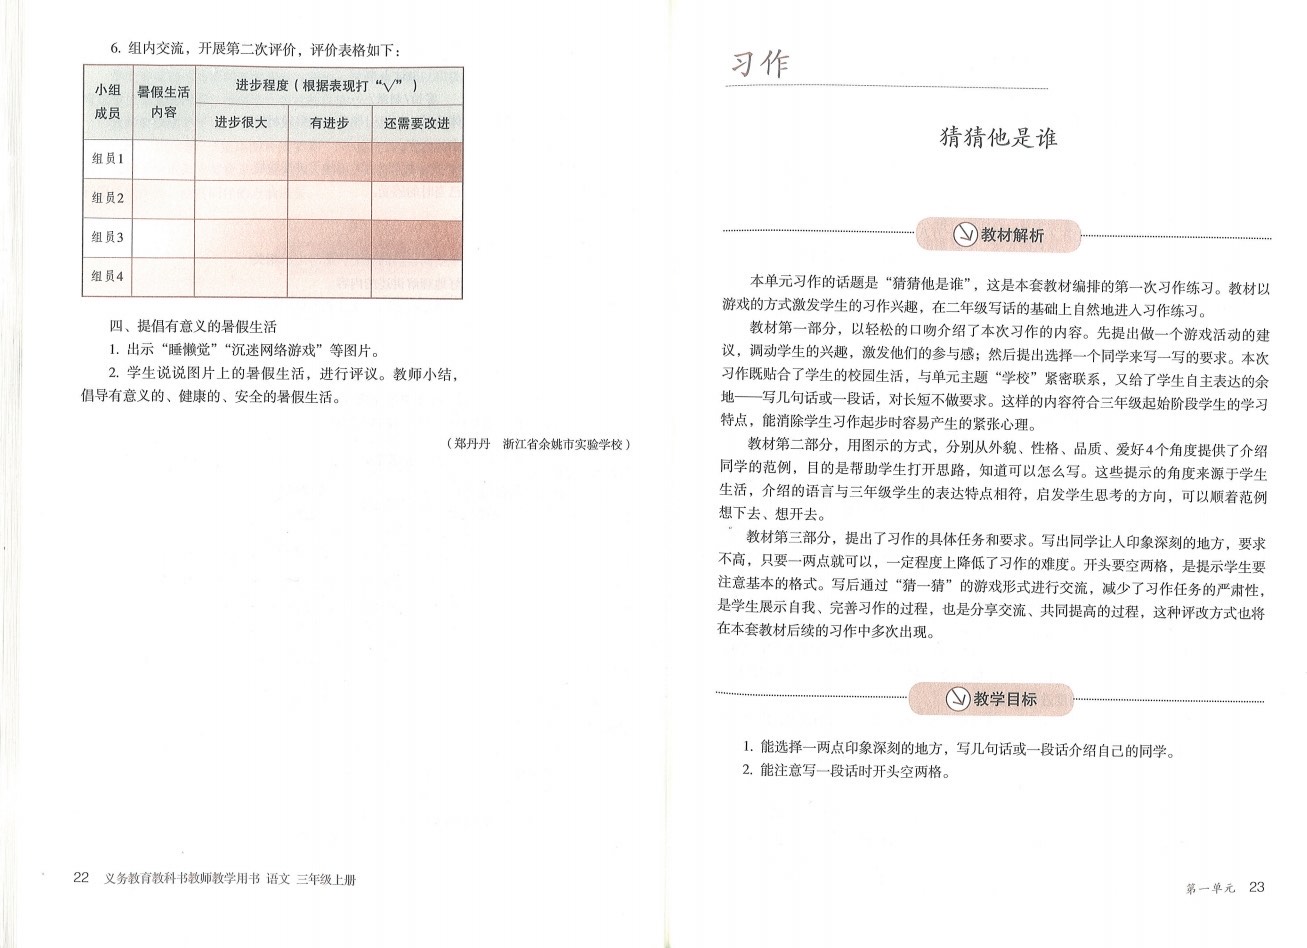 6. 组内交流，开展第二次评价，评价表格如下：
小组成员 暑假生活内容 进步程度（根据表现打“√”）
进步很大 有进步 还需要改进
组员1
组员2
组员3
组员4
四、提倡有意义的暑假生活
1. 出示“睡懒觉”“沉迷网络游戏”等图片。
2. 学生说说图片上的暑假生活，进行评议。教师小结，
倡导有意义的、健康的、安全的暑假生活。
（郑丹丹　浙江省余姚市实验学校）
22 义务教育教科书教师教学用书 语文 三年级上册
习作
猜猜他是谁
教材解析
本单元习作的话题是“猜猜他是谁”，这是本套教材编排的第一次习作练习。教材以
游戏的方式激发学生的习作兴趣，在二年级写话的基础上自然地进入习作练习。
教材第一部分，以轻松的口吻介绍了本次习作的内容。先提出做一个游戏活动的建
议，调动学生的兴趣，激发他们的参与感；然后提出选择一个同学来写一写的要求。本次
习作既贴合了学生的校园生活，与单元主题“学校”紧密联系，又给了学生自主表达的余
地——写几句话或一段话，对长短不做要求。这样的内容符合三年级起始阶段学生的学习
特点，能消除学生习作起步时容易产生的紧张心理。
教材第二部分，用图示的方式，分别从外貌、性格、品质、爱好4个角度提供了介绍
同学的范例，目的是帮助学生打开思路，知道可以怎么写。这些提示的角度来源于学生
生活，介绍的语言与三年级学生的表达特点相符，启发学生思考的方向，可以顺着范例
想下去、想开去。
教材第三部分，提出了习作的具体任务和要求。写出同学让人印象深刻的地方，要求
不高，只要一两点就可以，一定程度上降低了习作的难度。开头要空两格，是提示学生要
注意基本的格式。写后通过“猜一猜”的游戏形式进行交流，减少了习作任务的严肃性，
是学生展示自我、完善习作的过程，也是分享交流、共同提高的过程，这种评改方式也将
在本套教材后续的习作中多次出现。
教学目标
1. 能选择一两点印象深刻的地方，写几句话或一段话介绍自己的同学。
2. 能注意写一段话时开头空两格。
第一单元 23